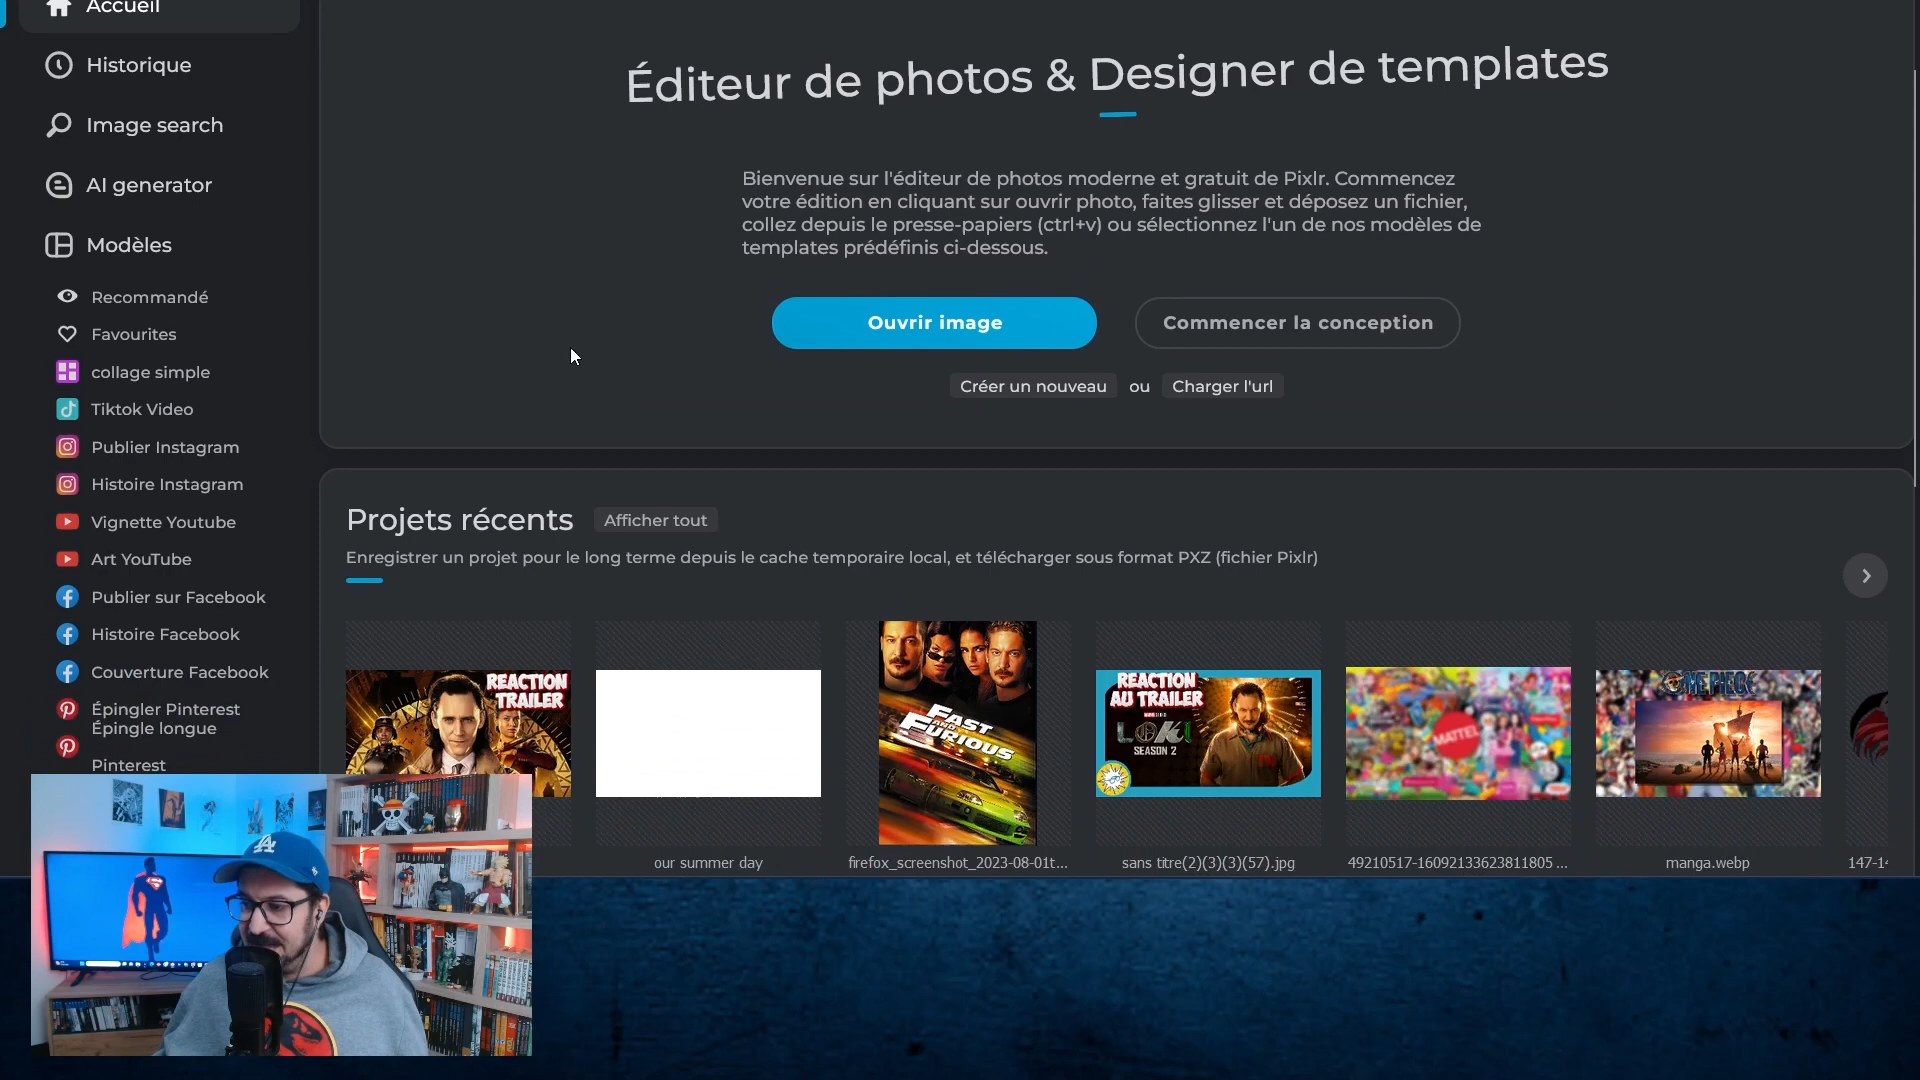 Accueil
Historique
Image search
AI generator
Modèles
Recommandé
Favourites
collage simple
Tiktok Video
Publier Instagram
Histoire Instagram
Vignette Youtube
Art YouTube
Publier sur Facebook
Histoire Facebook
Couverture Facebook
Épingler Pinterest
Épingle longue
Pinterest
Éditeur de photos & Designer de templates
Bienvenue sur l'éditeur de photos moderne et gratuit de Pixlr. Commencez
votre édition en cliquant sur ouvrir photo, faites glisser et déposez un fichier,
collez depuis le presse-papiers (ctrl+v) ou sélectionnez l'un de nos modèles de
templates prédéfinis ci-dessous.
Ouvrir image
Commencer la conception
Créer un nouveau ou Charger l'url
Projets récents
Afficher tout
Enregistrer un projet pour le long terme depuis le cache temporaire local, et télécharger sous format PXZ (fichier Pixlr)
REACTION
TRAILER
FAST
AND
FURIOUS
REACTION
AU TRAILER
LOKI
SEASON 2
MATTEL
ONE PIECE
our summer day
firefox_screenshot_2023-08-01t...
sans titre(2)(3)(3)(57).jpg
49210517-16092133623811805 ...
manga.webp
147-14
LA